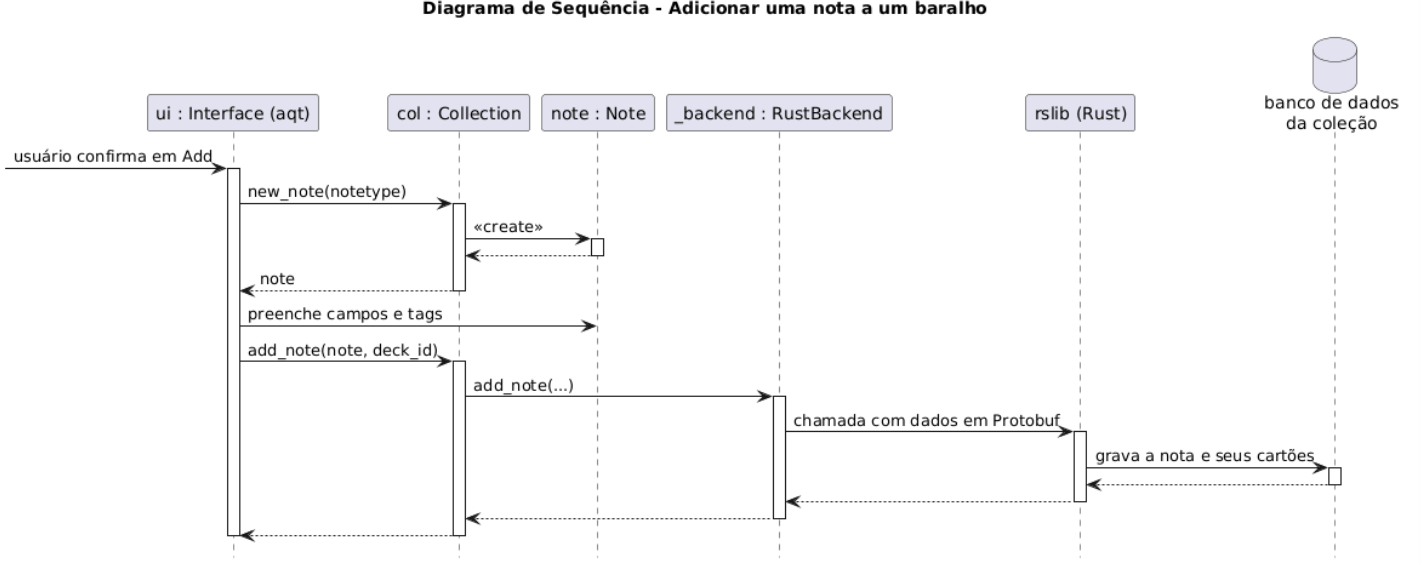 Diagrama de Sequência - Adicionar uma nota a um baralho
ui : Interface (aqt)
col : Collection
note : Note
_backend : RustBackend
rslib (Rust)
banco de dados
da coleção
usuário confirma em Add
new_note(notetype)
«create»
note
preenche campos e tags
add_note(note, deck_id)
add_note(...)
chamada com dados em Protobuf
grava a nota e seus cartões